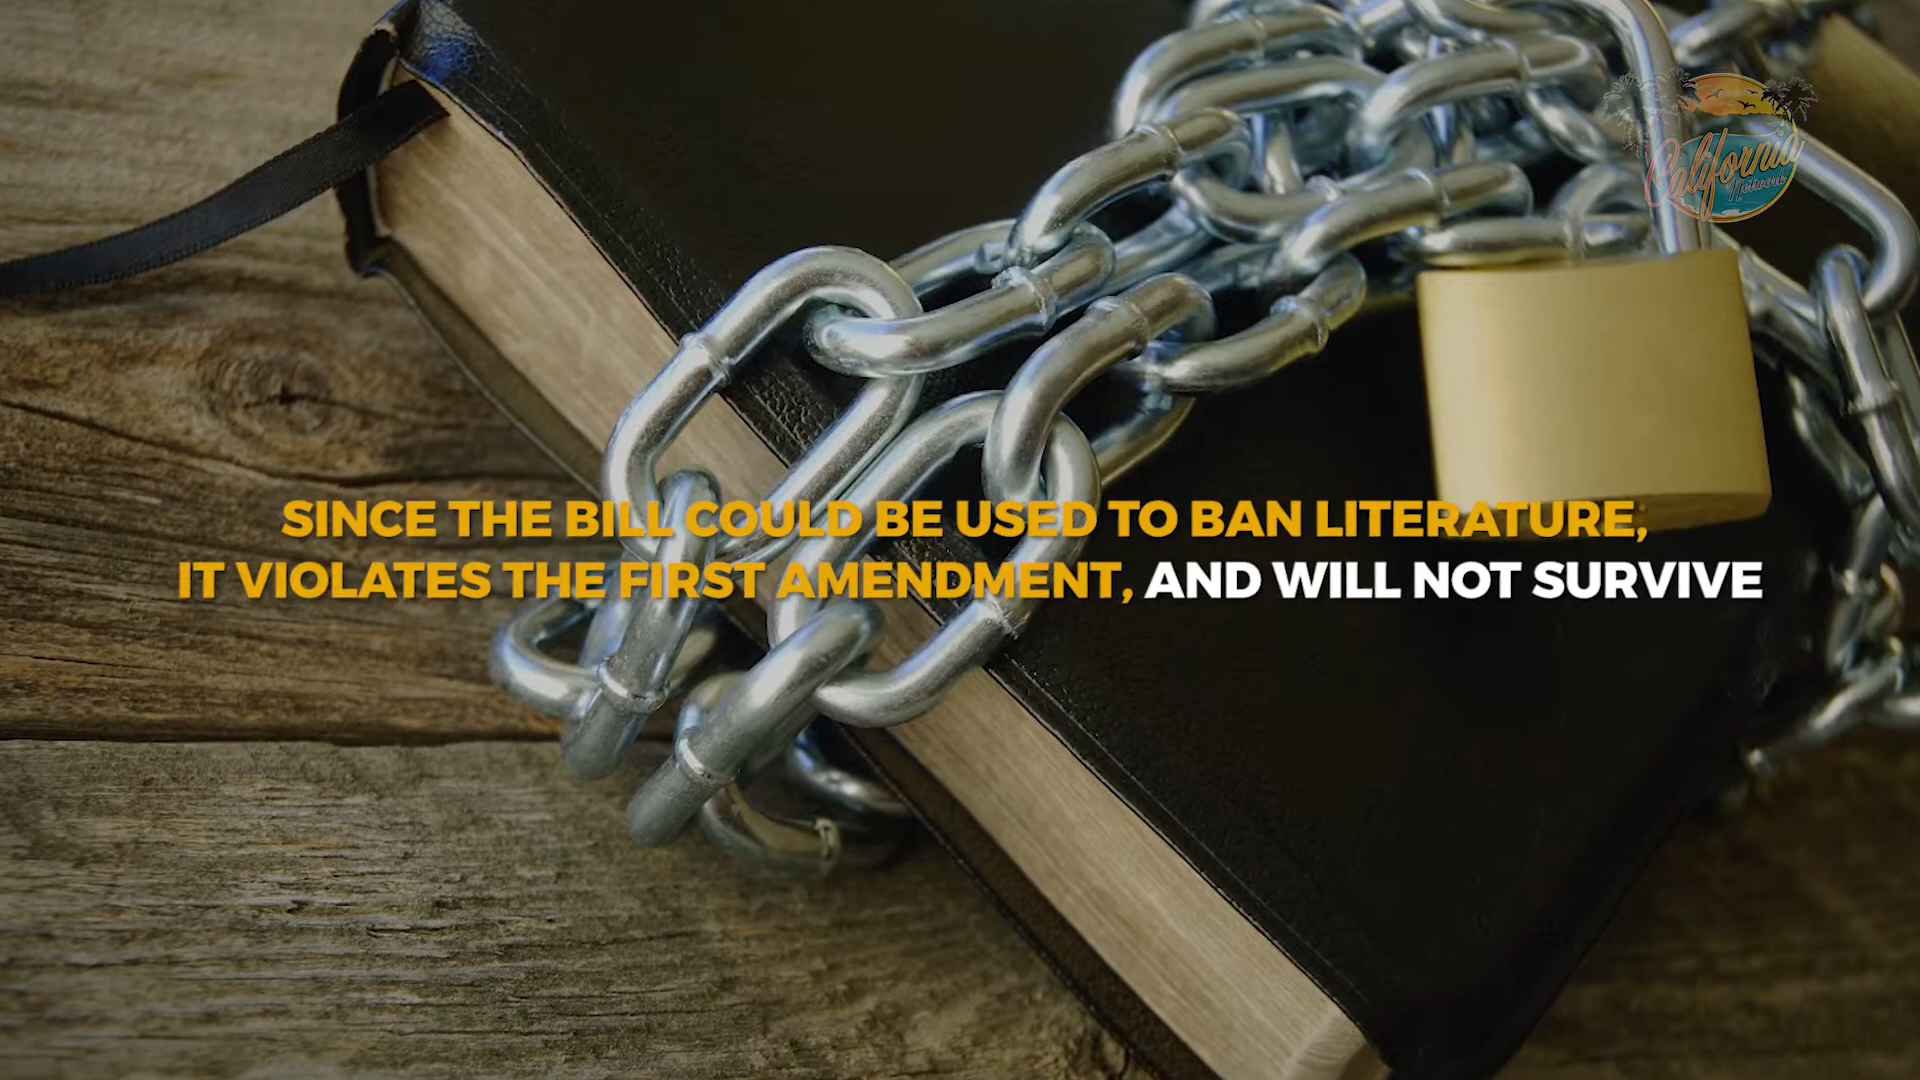 California
Network
SINCE THE BILL COULD BE USED TO BAN LITERATURE,
IT VIOLATES THE FIRST AMENDMENT, AND WILL NOT SURVIVE